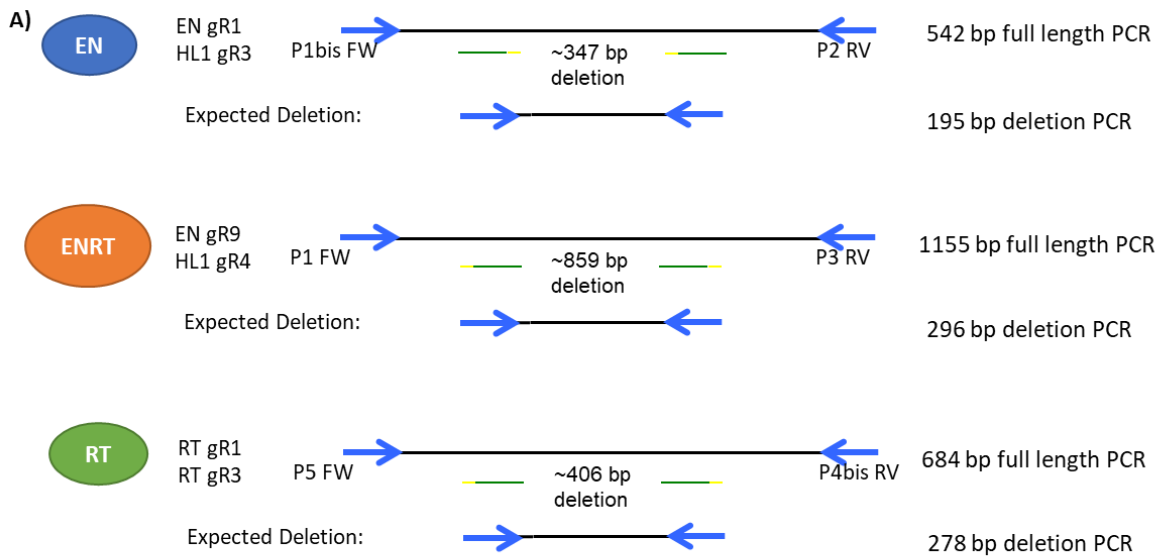 A)
EN
EN gR1
HL1 gR3
P1bis FW
~347 bp
deletion
P2 RV
542 bp full length PCR
Expected Deletion:
195 bp deletion PCR
ENRT
EN gR9
HL1 gR4
P1 FW
~859 bp
deletion
P3 RV
1155 bp full length PCR
Expected Deletion:
296 bp deletion PCR
RT
RT gR1
RT gR3
P5 FW
~406 bp
deletion
P4bis RV
684 bp full length PCR
Expected Deletion:
278 bp deletion PCR